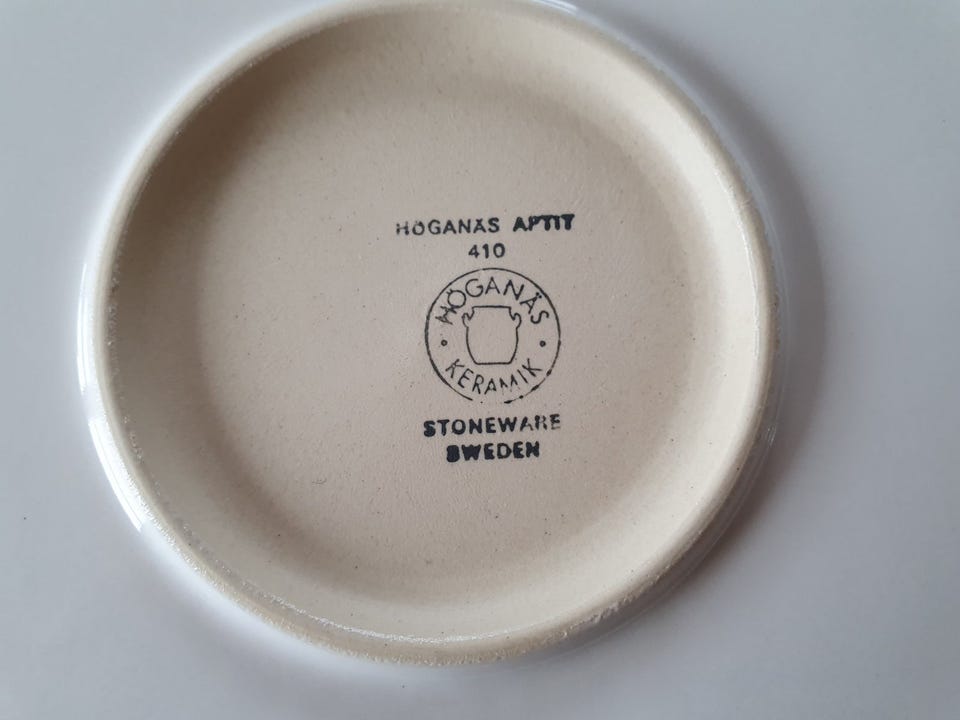 HÖGANÄS APTIT
410
HÖGANÄS
KERAMIK
STONEWARE
SWEDEN